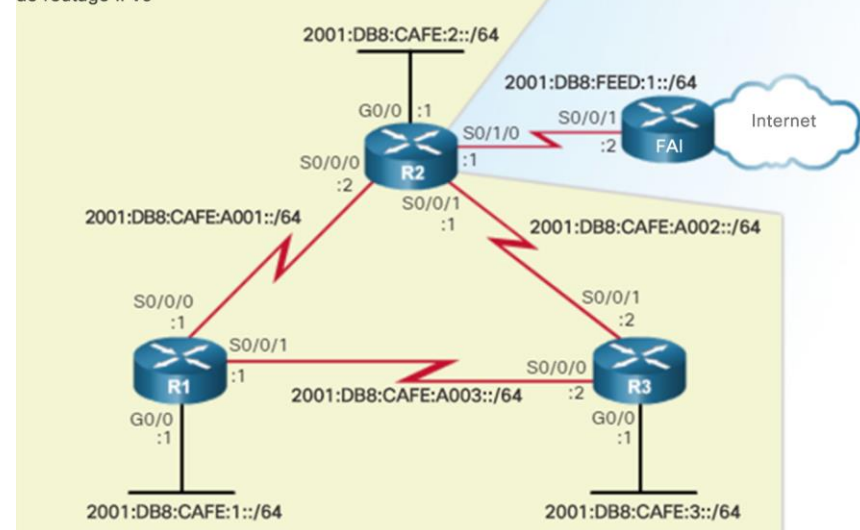 2001:DB8:CAFE:2::/64
2001:DB8:FEED:1::/64
G0/0 :1
S0/1/0
:1
S0/0/1
:2
FAI
Internet
S0/0/0
:2
R2
S0/0/1
:1
2001:DB8:CAFE:A001::/64
2001:DB8:CAFE:A002::/64
S0/0/0
:1
S0/0/1
:2
S0/0/1
:1
R1
S0/0/0
:2
R3
2001:DB8:CAFE:A003::/64
G0/0
:1
G0/0
:1
2001:DB8:CAFE:1::/64
2001:DB8:CAFE:3::/64